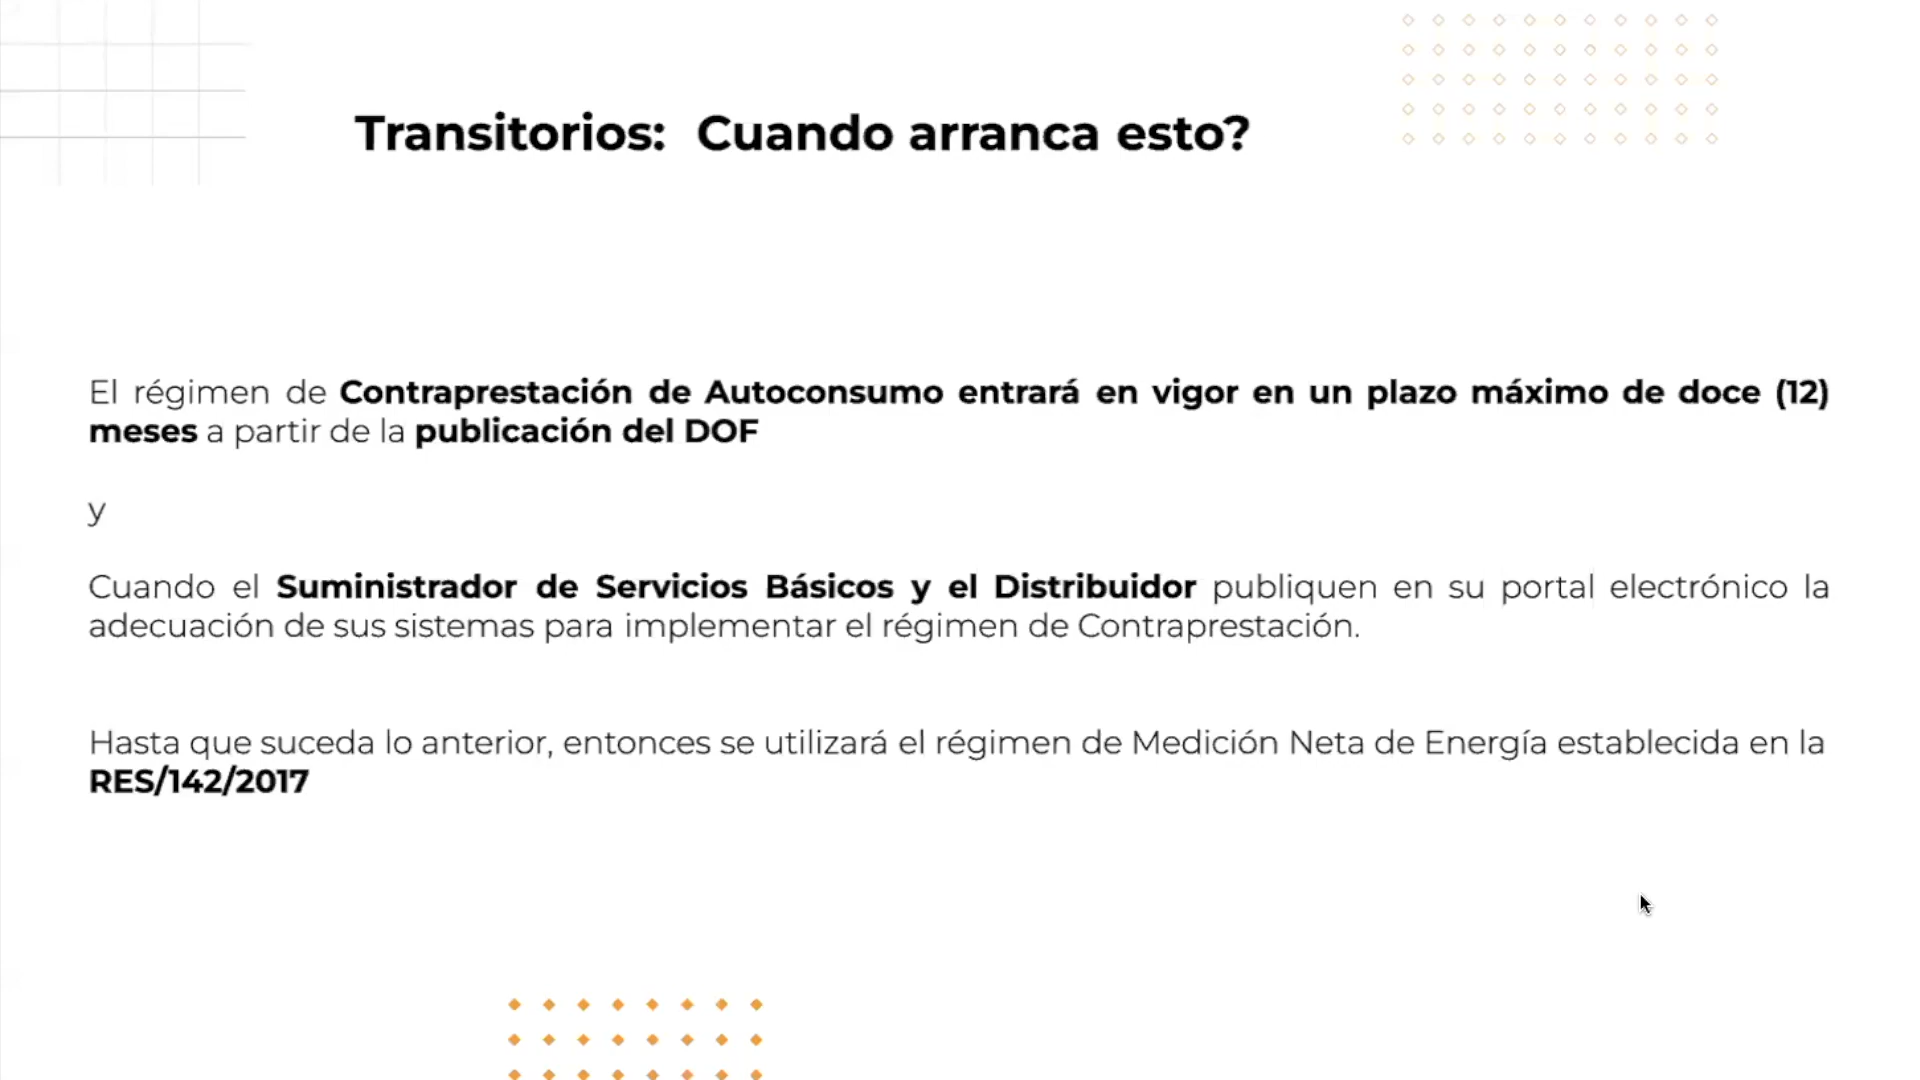 Transitorios: Cuando arranca esto?
El régimen de Contraprestación de Autoconsumo entrará en vigor en un plazo máximo de doce (12)
meses a partir de la publicación del DOF
y
Cuando el Suministrador de Servicios Básicos y el Distribuidor publiquen en su portal electrónico la
adecuación de sus sistemas para implementar el régimen de Contraprestación.
Hasta que suceda lo anterior, entonces se utilizará el régimen de Medición Neta de Energía establecida en la
RES/142/2017